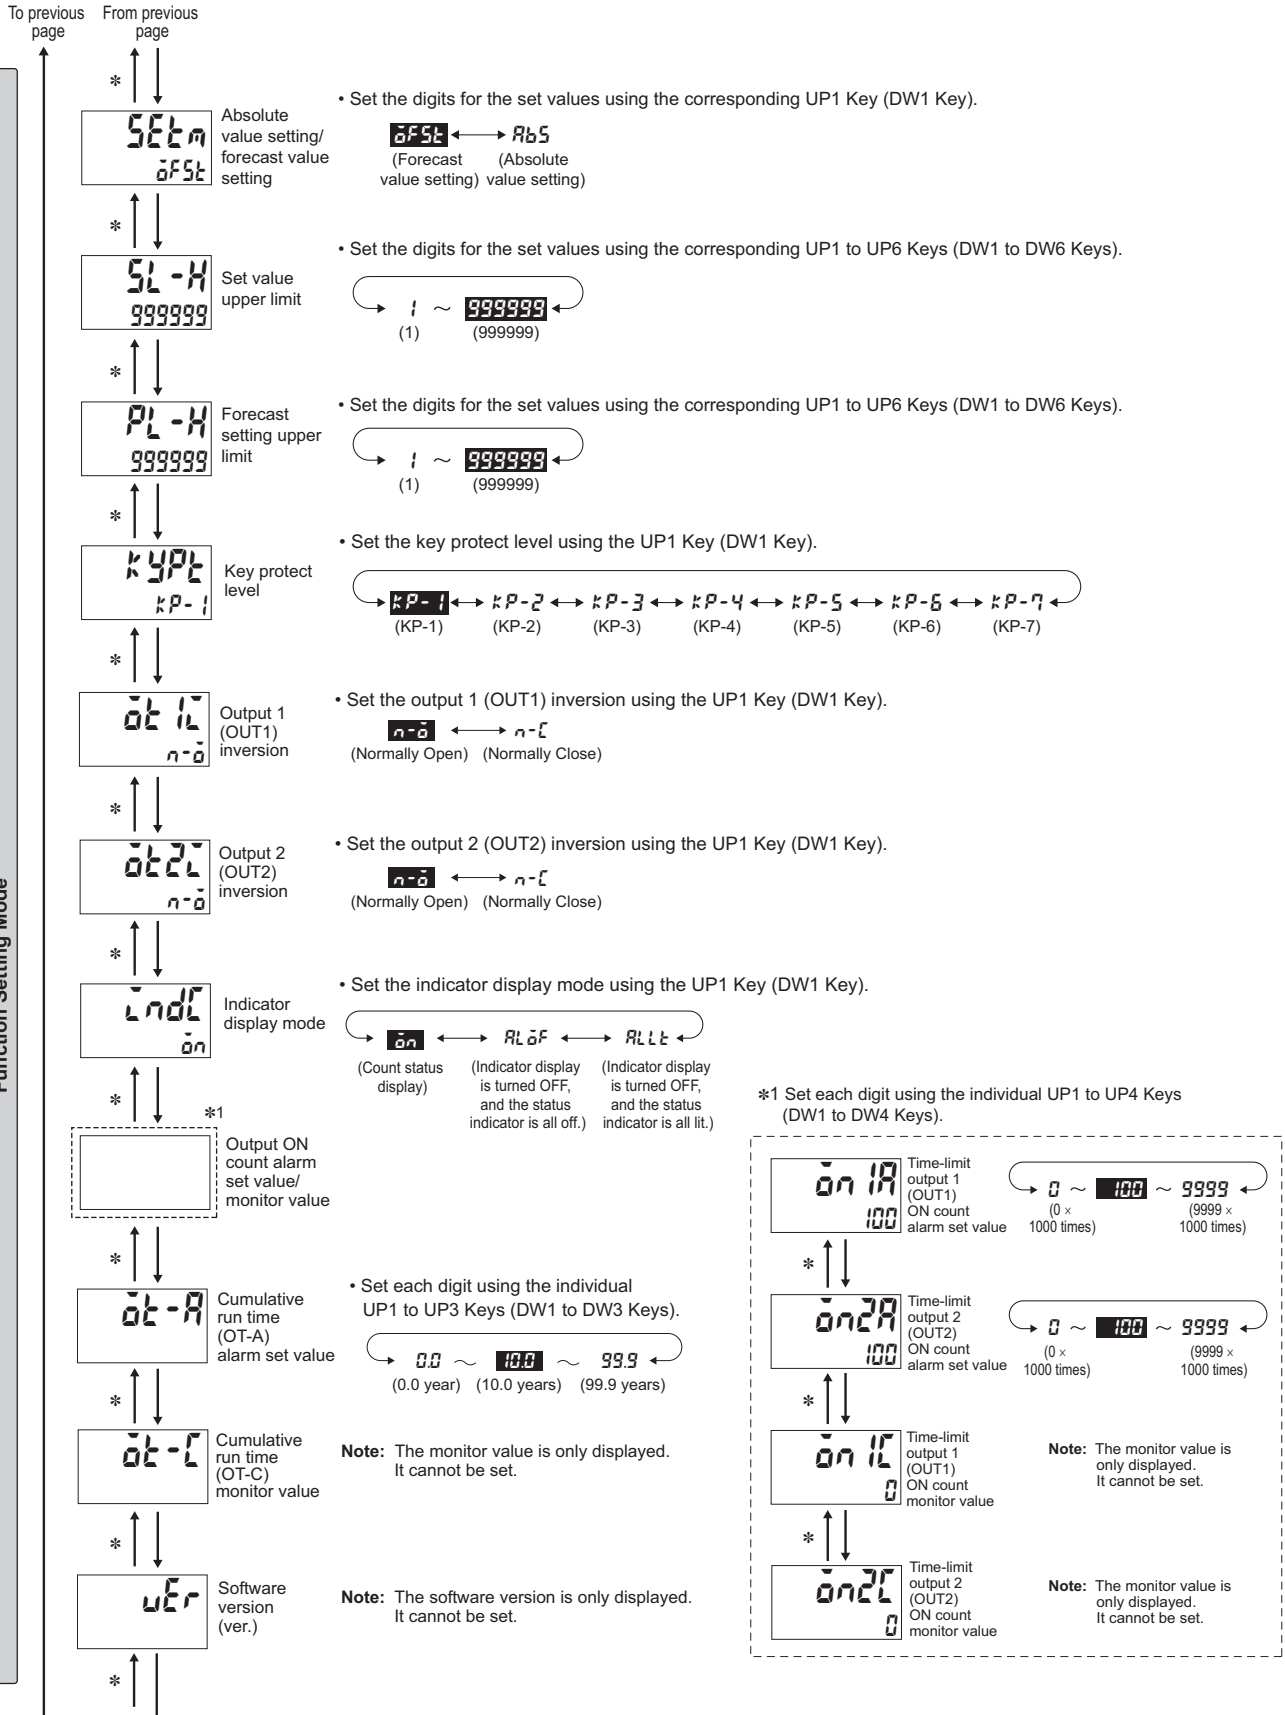 To previous page
From previous page
*
SEtm
oFSt
Absolute
value setting/
forecast value
setting
• Set the digits for the set values using the corresponding UP1 Key (DW1 Key).
oFSt
AbS
(Forecast
value setting)
(Absolute
value setting)
*
SL-H
999999
Set value
upper limit
• Set the digits for the set values using the corresponding UP1 to UP6 Keys (DW1 to DW6 Keys).
1 ~ 999999
(1) (999999)
*
PL-H
999999
Forecast
setting upper
limit
• Set the digits for the set values using the corresponding UP1 to UP6 Keys (DW1 to DW6 Keys).
1 ~ 999999
(1) (999999)
*
KYPt
KP-1
Key protect
level
• Set the key protect level using the UP1 Key (DW1 Key).
KP-1 KP-2 KP-3 KP-4 KP-5 KP-6 KP-7
(KP-1) (KP-2) (KP-3) (KP-4) (KP-5) (KP-6) (KP-7)
*
ot1i
n-o
Output 1
(OUT1)
inversion
• Set the output 1 (OUT1) inversion using the UP1 Key (DW1 Key).
n-o n-C
(Normally Open) (Normally Close)
*
ot2i
n-o
Output 2
(OUT2)
inversion
• Set the output 2 (OUT2) inversion using the UP1 Key (DW1 Key).
n-o n-C
(Normally Open) (Normally Close)
*
indC
on
Indicator
display mode
• Set the indicator display mode using the UP1 Key (DW1 Key).
on ALoF ALLt
(Count status
display)
(Indicator display
is turned OFF,
and the status
indicator is all off.)
(Indicator display
is turned OFF,
and the status
indicator is all lit.)
*
*1
Output ON
count alarm
set value/
monitor value
*
ot-A
Cumulative
run time
(OT-A)
alarm set value
• Set each digit using the individual
UP1 to UP3 Keys (DW1 to DW3 Keys).
0.0 ~ 10.0 ~ 99.9
(0.0 year) (10.0 years) (99.9 years)
*
ot-C
Cumulative
run time
(OT-C)
monitor value
Note: The monitor value is only displayed.
It cannot be set.
*
vEr
Software
version
(ver.)
Note: The software version is only displayed.
It cannot be set.
*
*1 Set each digit using the individual UP1 to UP4 Keys
(DW1 to DW4 Keys).
on1A
100
Time-limit
output 1
(OUT1)
ON count
alarm set value
0 ~ 100 ~ 9999
(0 ×
1000 times)
(9999 ×
1000 times)
*
on2A
100
Time-limit
output 2
(OUT2)
ON count
alarm set value
0 ~ 100 ~ 9999
(0 ×
1000 times)
(9999 ×
1000 times)
*
on1C
0
Time-limit
output 1
(OUT1)
ON count
monitor value
Note: The monitor value is
only displayed.
It cannot be set.
*
on2C
0
Time-limit
output 2
(OUT2)
ON count
monitor value
Note: The monitor value is
only displayed.
It cannot be set.
Function Setting Mode